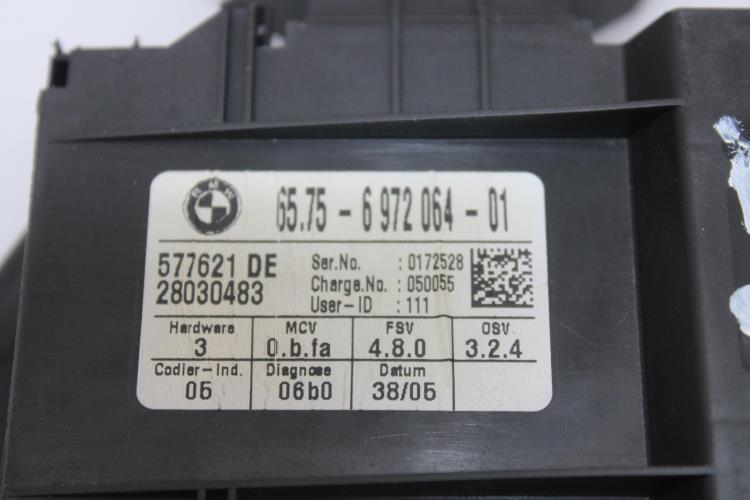 BMW
65.75 - 6 972 064 - 01
577621 DE
28030483
Ser.No. : 0172528
Charge.No. : 050055
User-ID : 111
Hardware MCV FSV OSV
3 0.b.fa 4.8.0 3.2.4
Codier-Ind. Diagnose Datum
05 06b0 38/05